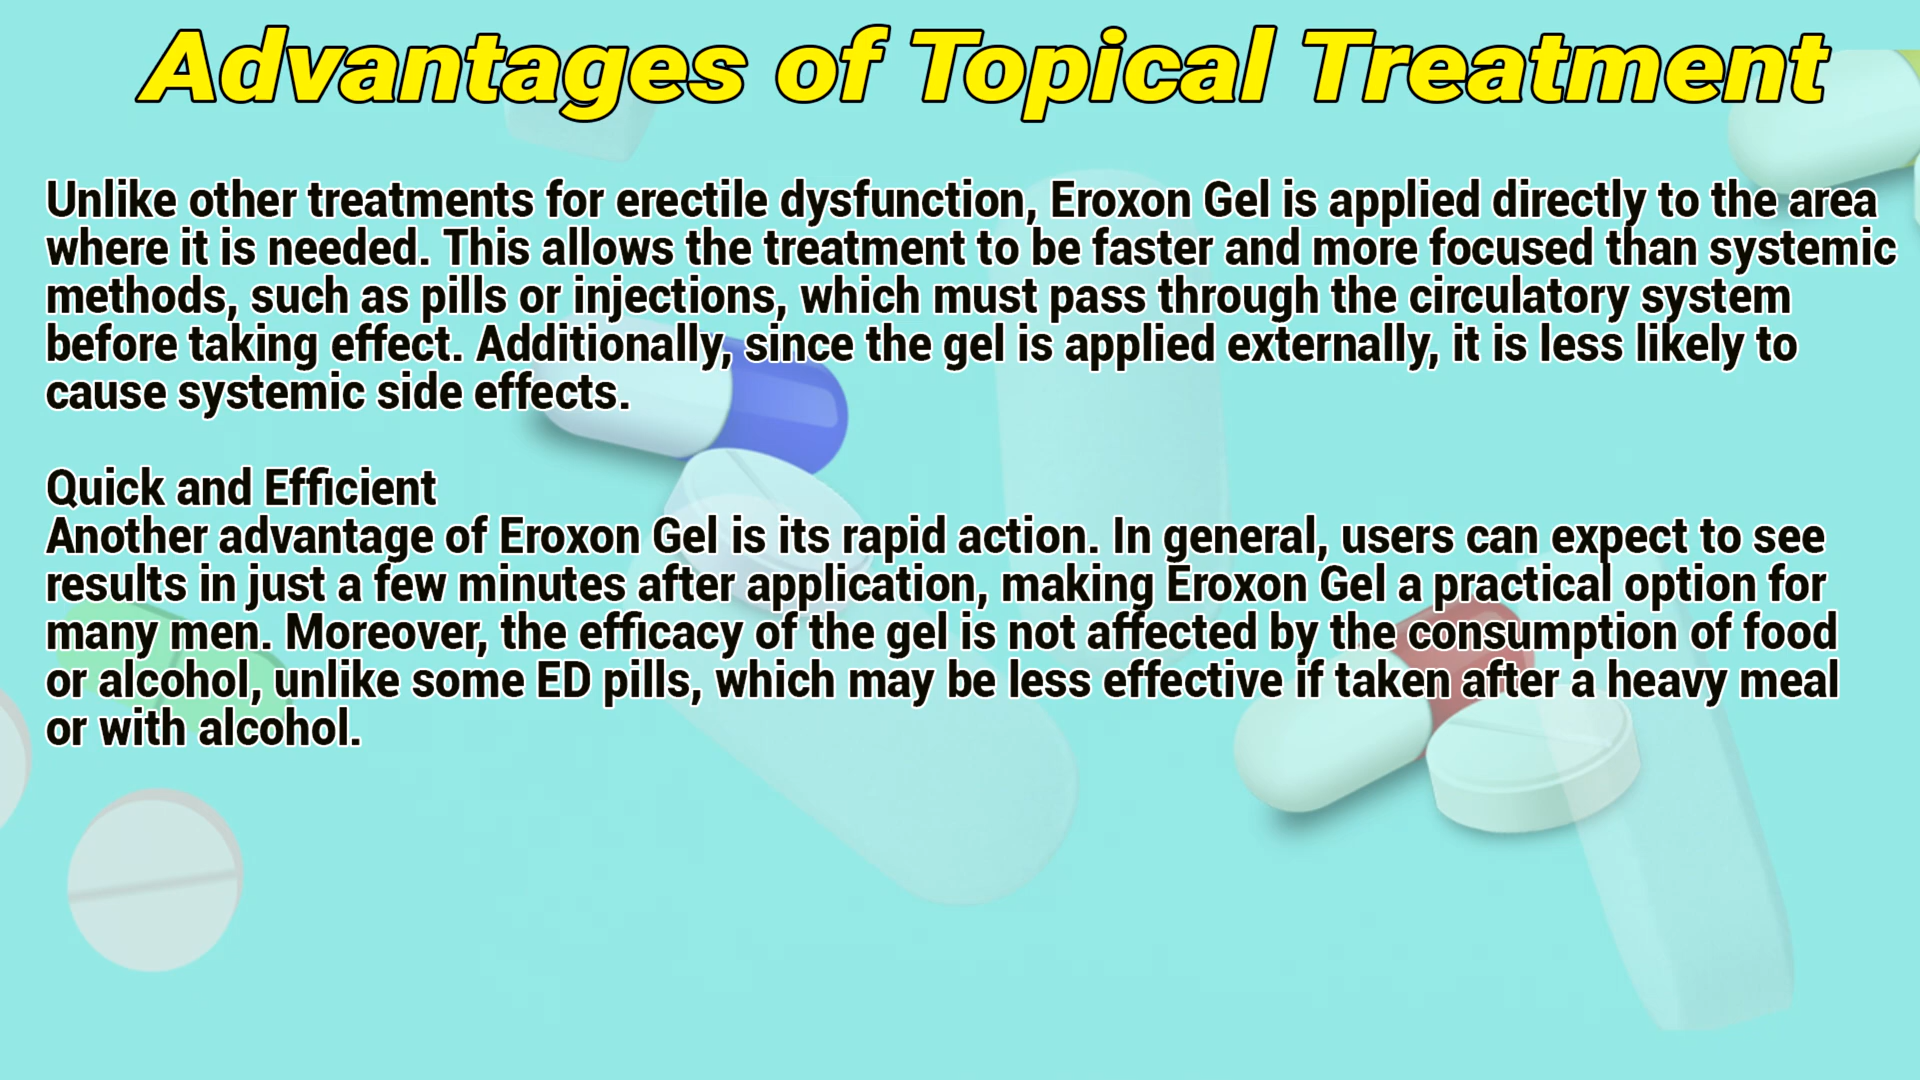 Advantages of Topical Treatment
Unlike other treatments for erectile dysfunction, Eroxon Gel is applied directly to the area
where it is needed. This allows the treatment to be faster and more focused than systemic
methods, such as pills or injections, which must pass through the circulatory system
before taking effect. Additionally, since the gel is applied externally, it is less likely to
cause systemic side effects.
Quick and Efficient
Another advantage of Eroxon Gel is its rapid action. In general, users can expect to see
results in just a few minutes after application, making Eroxon Gel a practical option for
many men. Moreover, the efficacy of the gel is not affected by the consumption of food
or alcohol, unlike some ED pills, which may be less effective if taken after a heavy meal
or with alcohol.